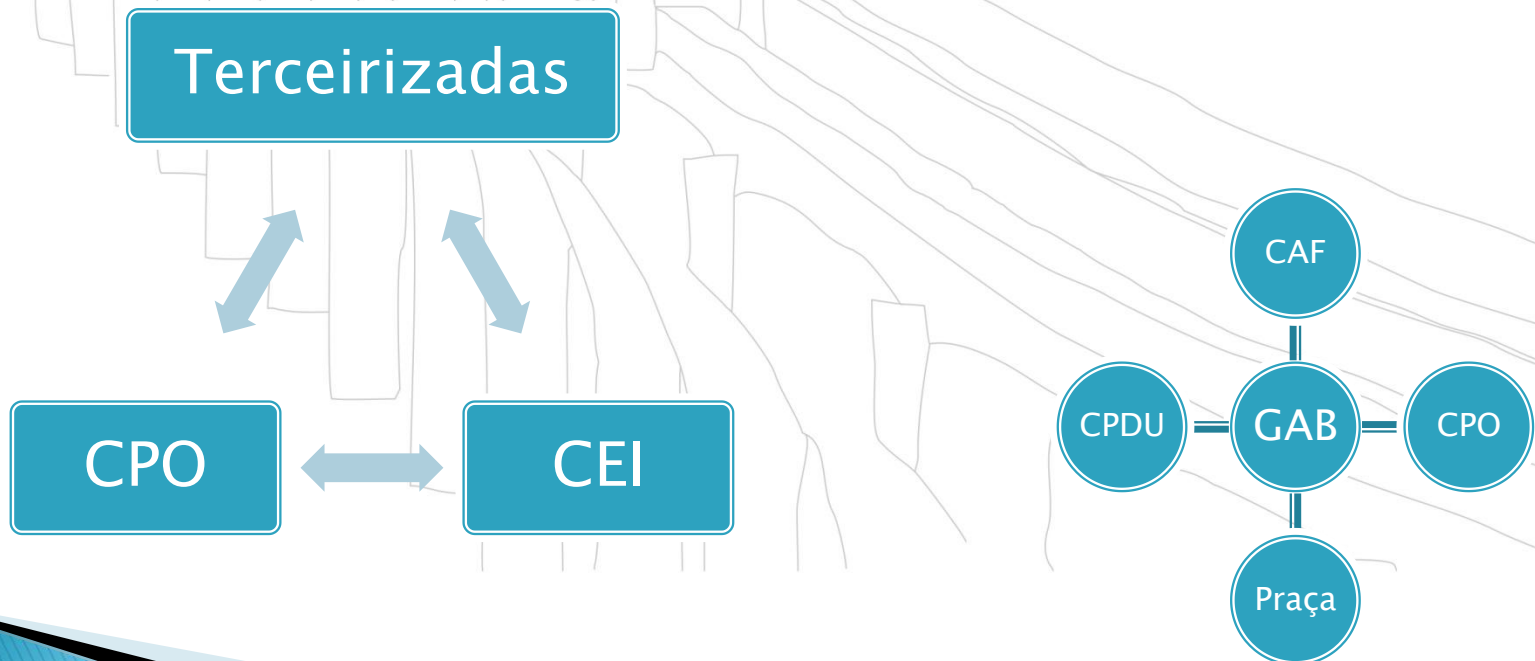 Terceirizadas
CPO
CEI
CAF
CPDU
GAB
CPO
Praça